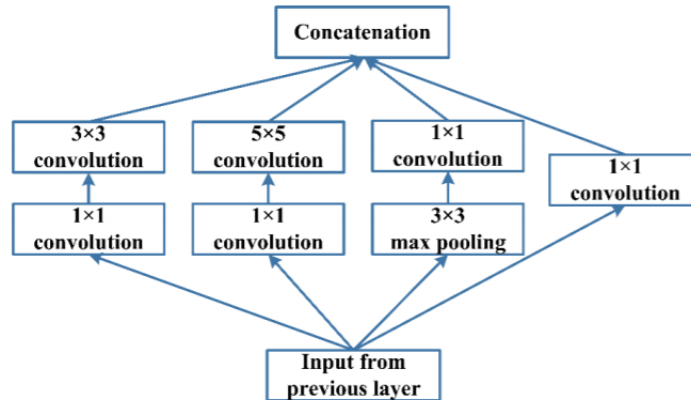 Concatenation
3×3
convolution
5×5
convolution
1×1
convolution
1×1
convolution
1×1
convolution
1×1
convolution
3×3
max pooling
Input from
previous layer